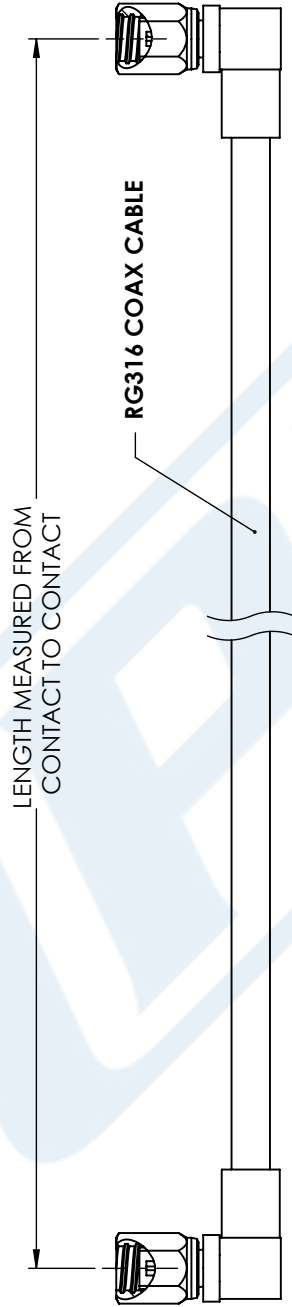 LENGTH MEASURED FROM
CONTACT TO CONTACT
RG316 COAX CABLE